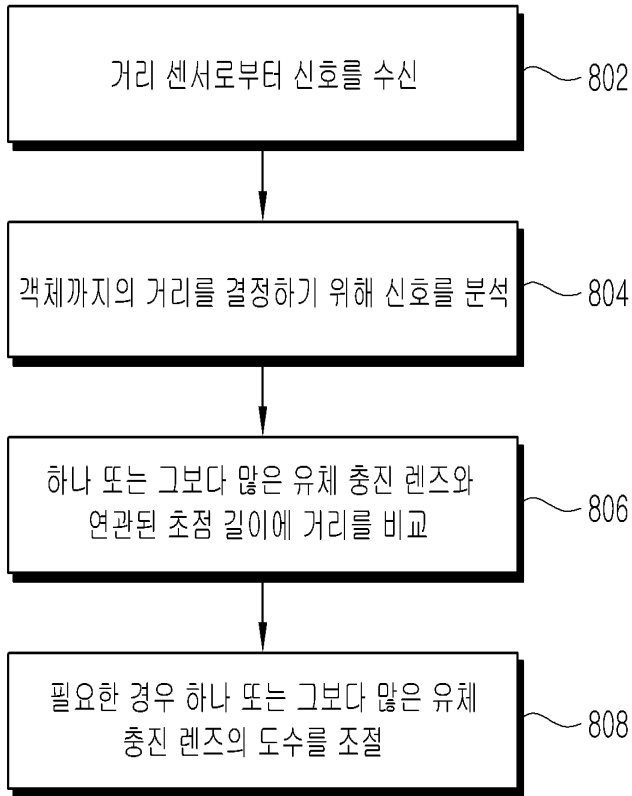 거리 센서로부터 신호를 수신
802
객체까지의 거리를 결정하기 위해 신호를 분석
804
하나 또는 그보다 많은 유체 충진 렌즈와
연관된 초점 길이에 거리를 비교
806
필요한 경우 하나 또는 그보다 많은 유체
충진 렌즈의 도수를 조절
808